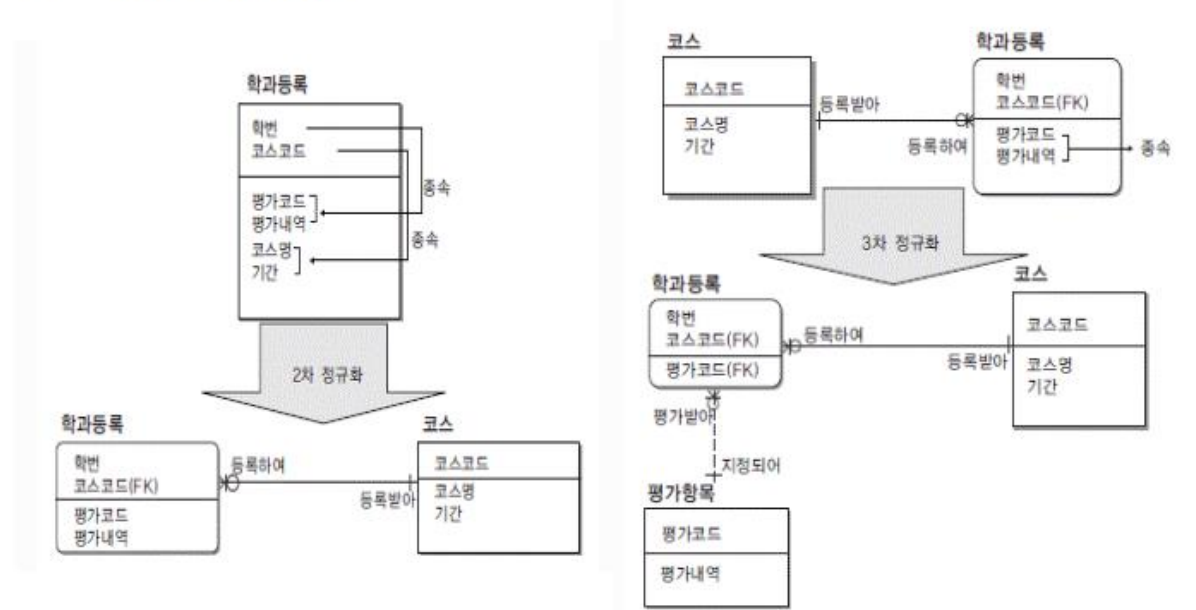 학과등록
학번
코스코드
평가코드
평가내역
코스명
기간
종속
종속
2차 정규화
학과등록
학번
코스코드(FK)
평가코드
평가내역
등록하여
등록받아
코스
코스코드
코스명
기간
코스
코스코드
코스명
기간
등록받아
등록하여
학과등록
학번
코스코드(FK)
평가코드
평가내역
종속
3차 정규화
학과등록
학번
코스코드(FK)
평가코드(FK)
등록하여
등록받아
코스
코스코드
코스명
기간
평가받아
지정되어
평가항목
평가코드
평가내역